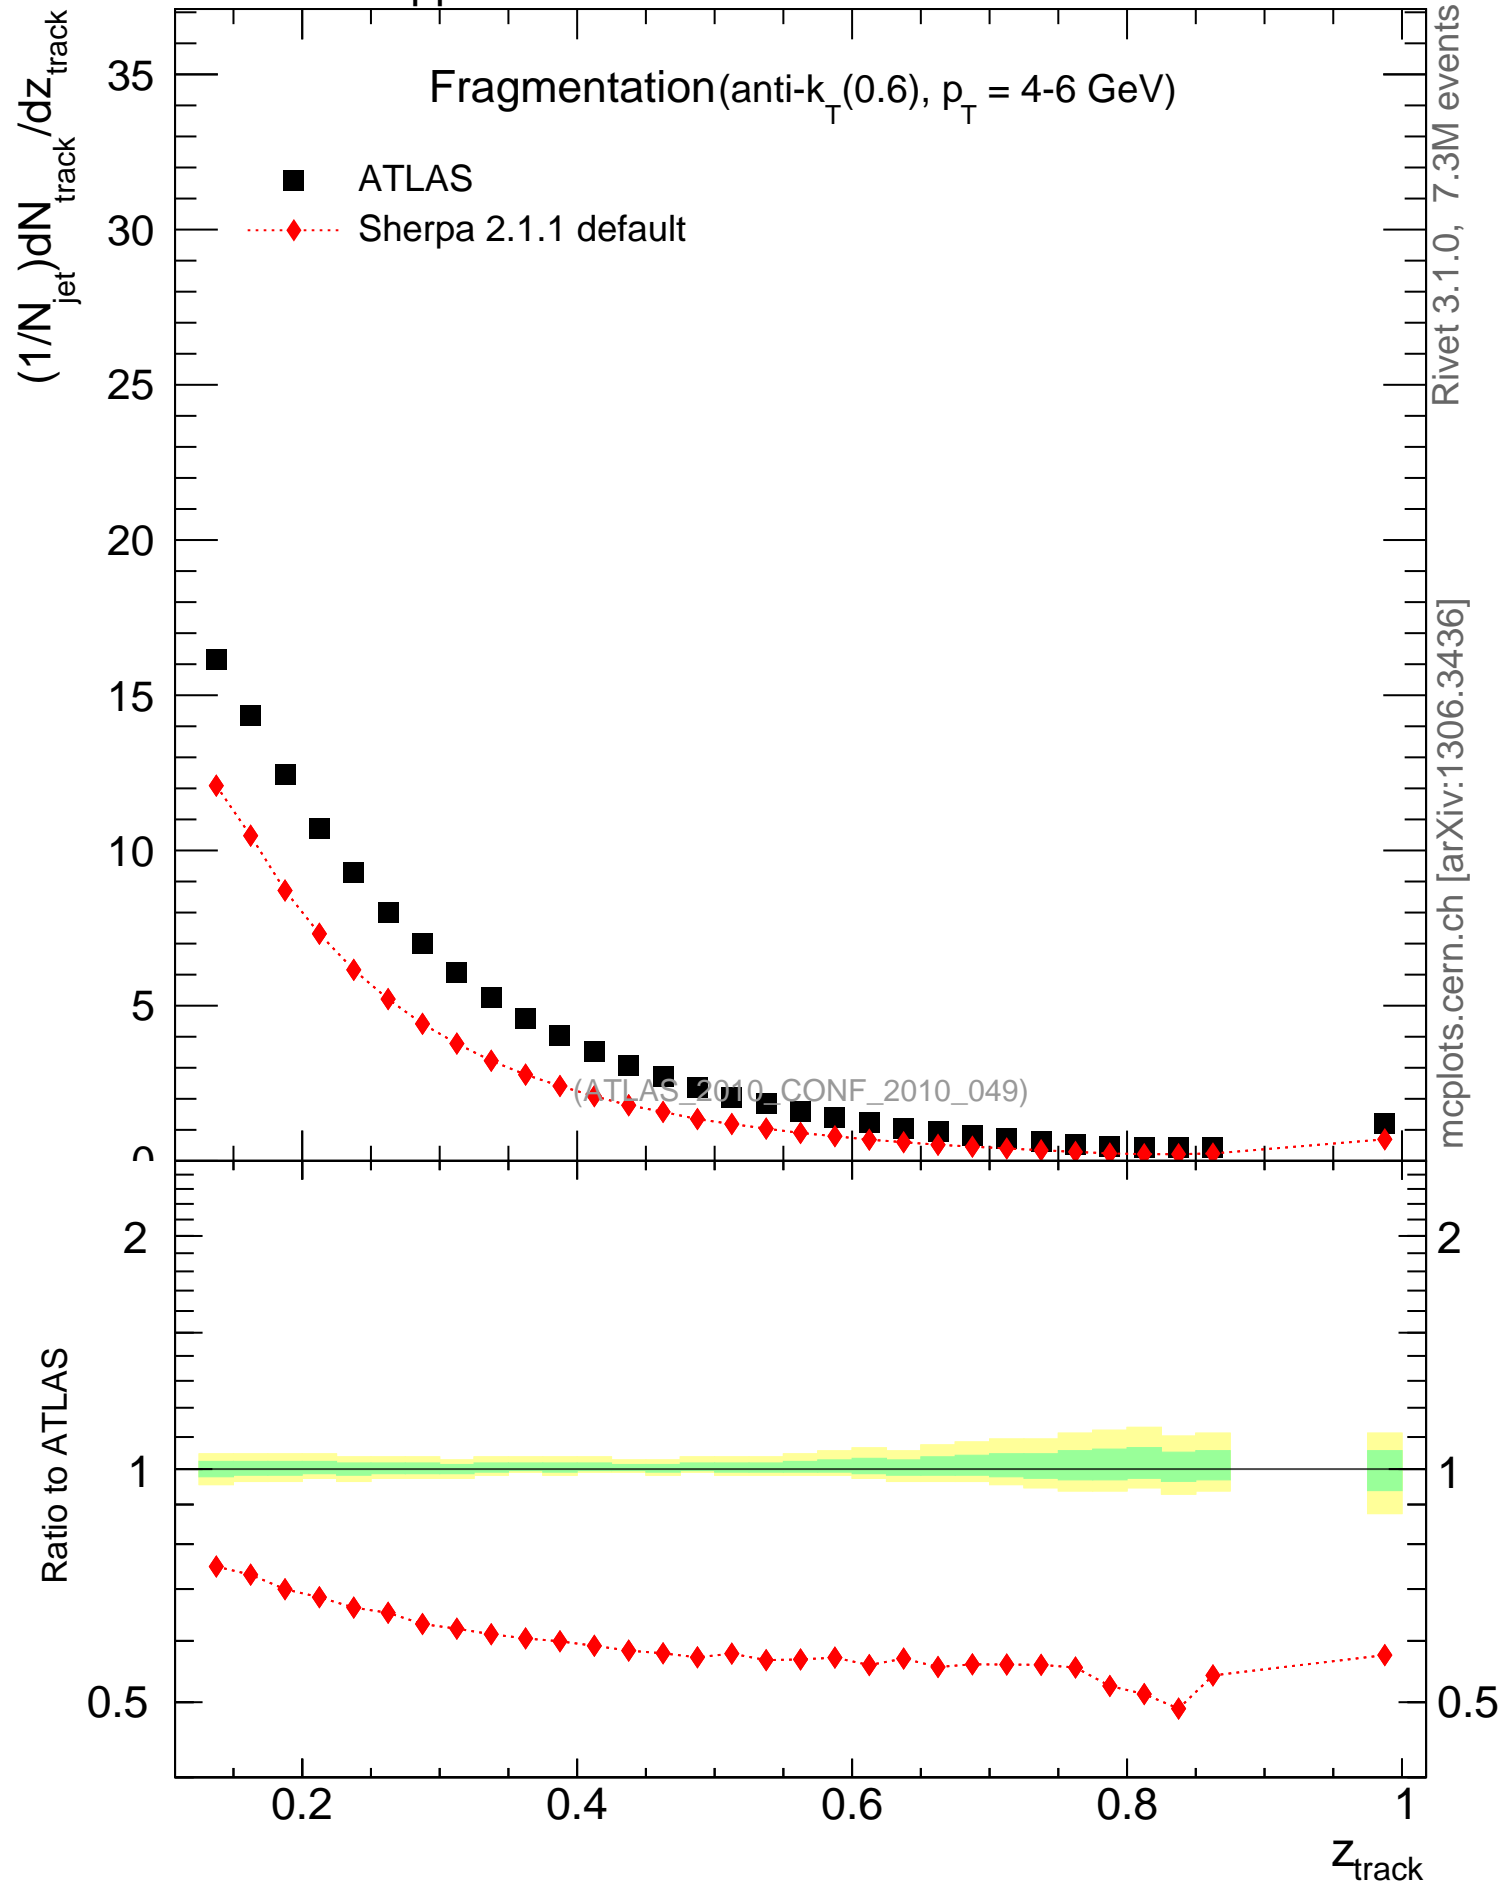 Fragmentation (anti-k_T(0.6), p_T = 4-6 GeV)
ATLAS
Sherpa 2.1.1 default
(1/N_jet)dN_track/dz_track
35
30
25
20
15
10
5
0
(ATLAS_2010_CONF_2010_049)
Rivet 3.1.0, 7.3M events
mcplots.cern.ch [arXiv:1306.3436]
Ratio to ATLAS
2
1
0.5
2
1
0.5
0.2
0.4
0.6
0.8
1
z_track